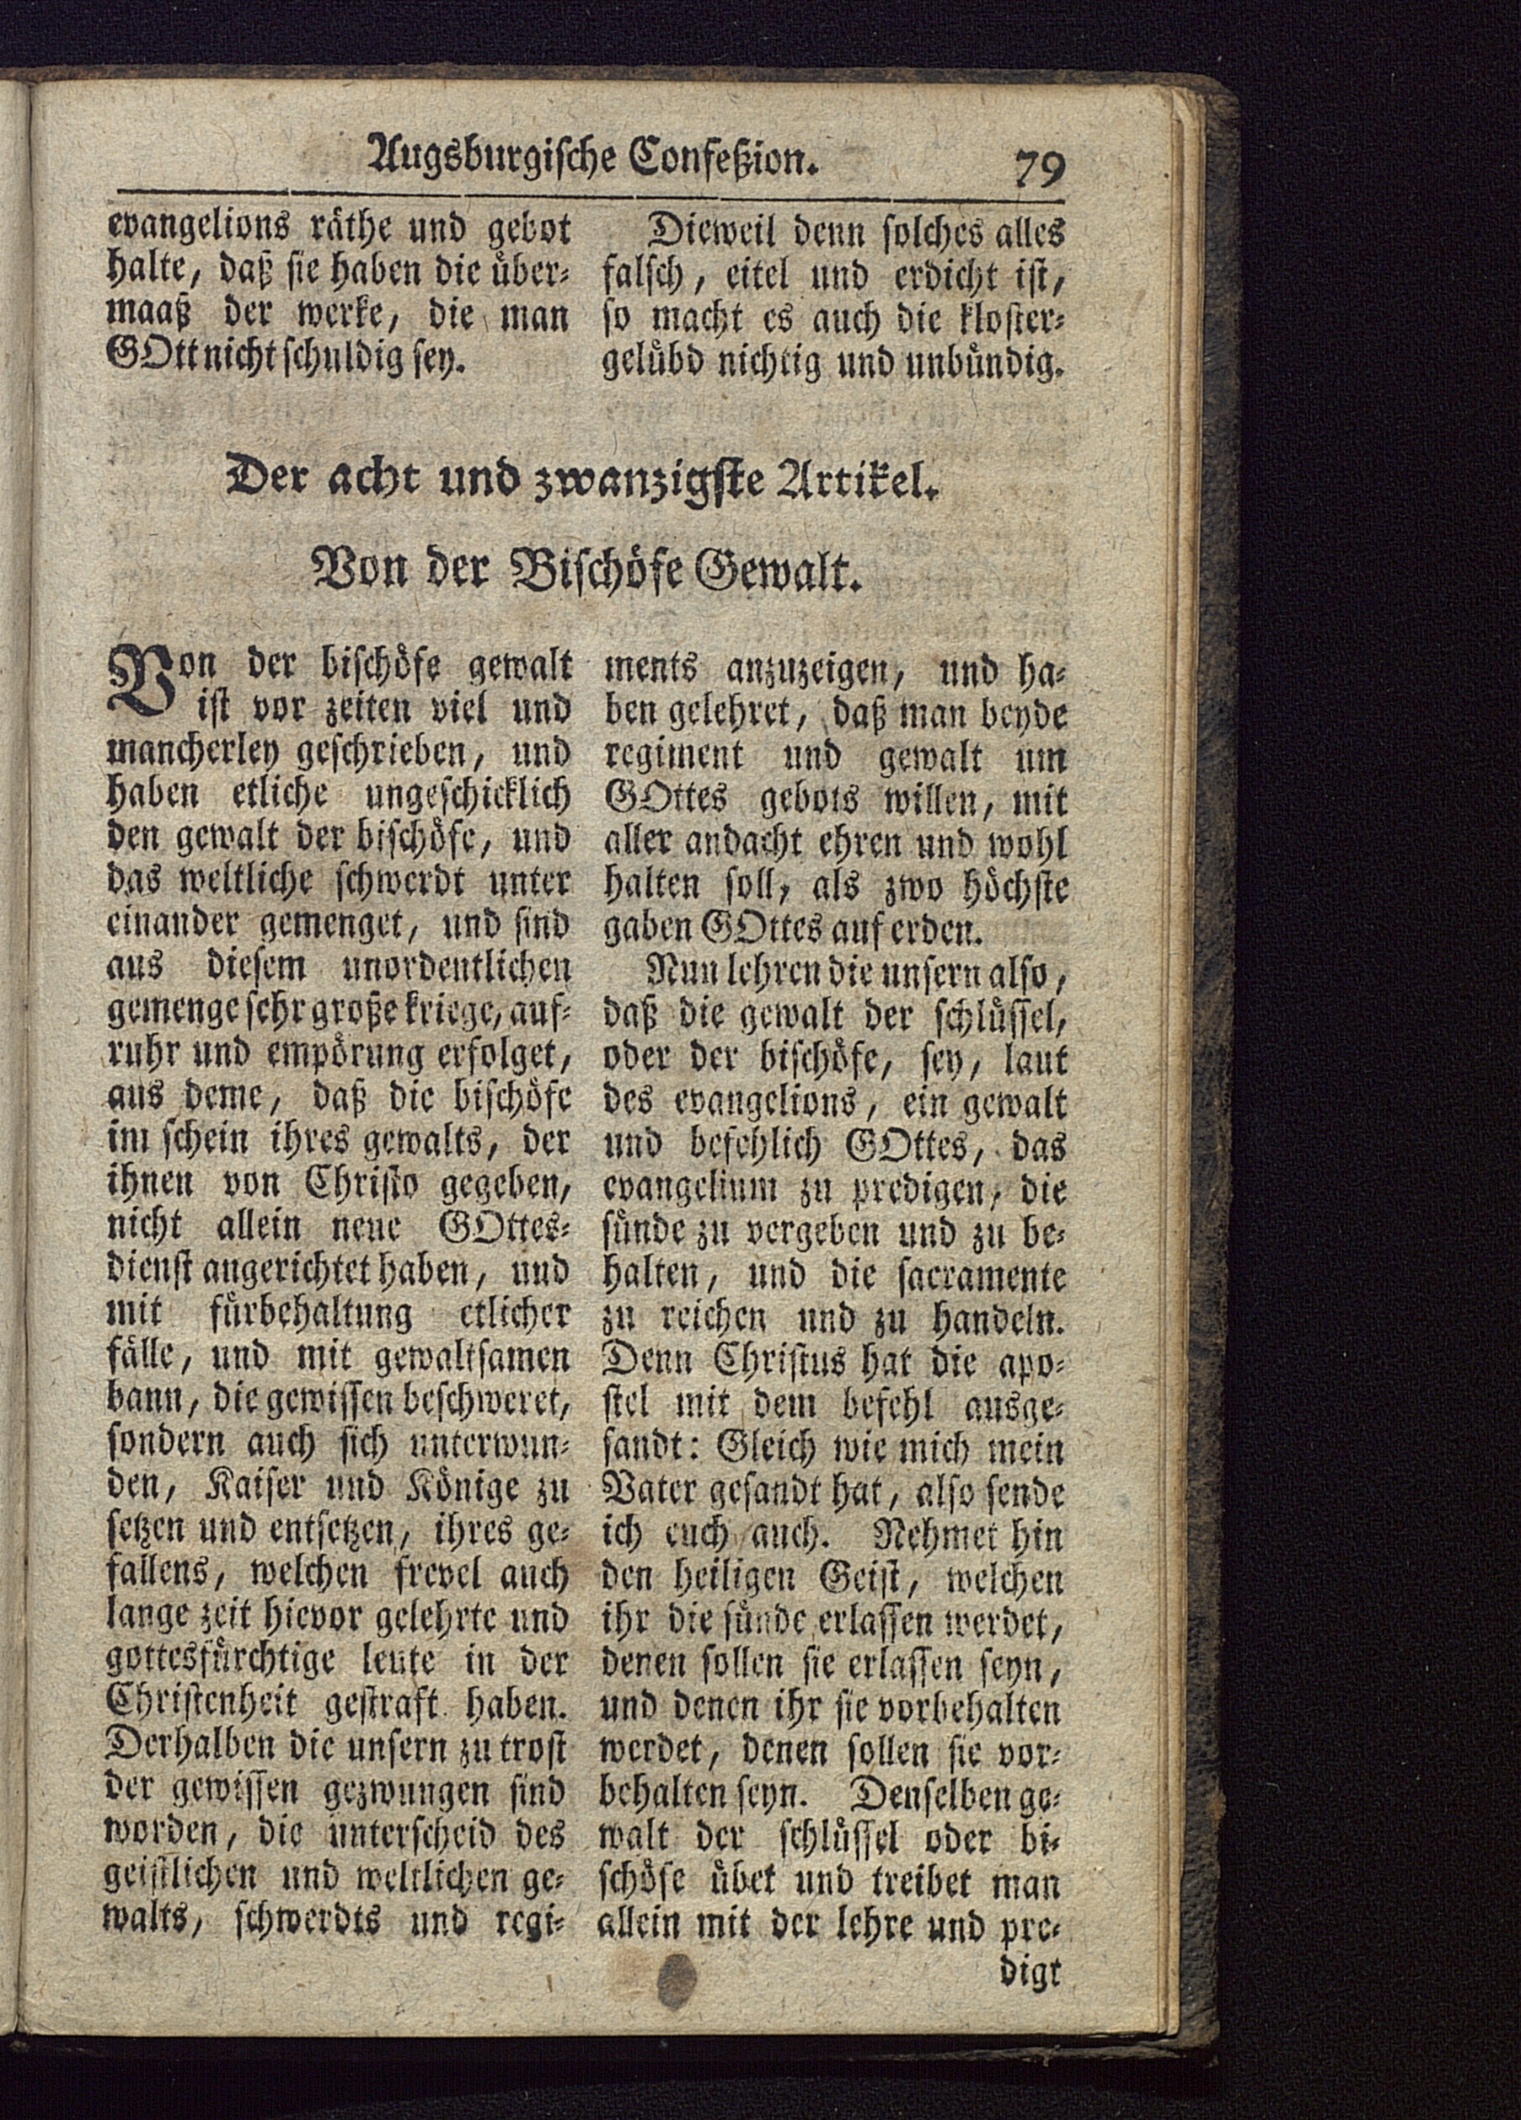 Augsburgische Confeßion. 79
evangelions räthe und gebot
halte, daß sie haben die über-
maaß der werke, die man
GOtt nicht schuldig sey.
Dieweil denn solches alles
falsch, eitel und erdicht ist,
so macht es auch die kloster-
gelübd nichtig und unbündig.
Der acht und zwanzigste Artikel.
Von der Bischöfe Gewalt.
Von der bischöfe gewalt
ist vor zeiten viel und
mancherley geschrieben, und
haben etliche ungeschicklich
den gewalt der bischöfe, und
das weltliche schwerdt unter
einander gemenget, und sind
aus diesem unordentlichen
gemenge sehr große kriege, auf-
ruhr und empörung erfolget,
aus deme, daß die bischöfe
im schein ihres gewalts, der
ihnen von Christo gegeben,
nicht allein neue GOttes-
dienst angerichtet haben, und
mit fürbehaltung etlicher
fälle, und mit gewaltsamen
bann, die gewissen beschweret,
sondern auch sich unterwun-
den, Kaiser und Könige zu
setzen und entsetzen, ihres ge-
fallens, welchen frevel auch
lange zeit hievor gelehrte und
gottesfürchtige leute in der
Christenheit gestraft haben.
Derhalben die unsern zu trost
der gewissen gezwungen sind
worden, die unterscheid des
geistlichen und weltlichen ge-
walts, schwerdts und regi-
ments anzuzeigen, und ha-
ben gelehret, daß man beyde
regiment und gewalt um
GOttes gebots willen, mit
aller andacht ehren und wohl
halten soll, als zwo höchste
gaben GOttes auf erden.
Nun lehren die unsern also,
daß die gewalt der schlüssel,
oder der bischöfe, sey, laut
des evangelions, ein gewalt
und befehlich GOttes, das
evangelium zu predigen, die
sünde zu vergeben und zu be-
halten, und die sacramente
zu reichen und zu handeln.
Denn Christus hat die apo-
stel mit dem befehl ausge-
sandt: Gleich wie mich mein
Vater gesandt hat, also sende
ich euch auch. Nehmet hin
den heiligen Geist, welchen
ihr die sünde erlassen werdet,
denen sollen sie erlassen seyn,
und denen ihr sie vorbehalten
werdet, denen sollen sie vor-
behalten seyn. Denselben ge-
walt der schlüssel oder bi-
schöfe übet und treibet man
allein mit der lehre und pre-
digt